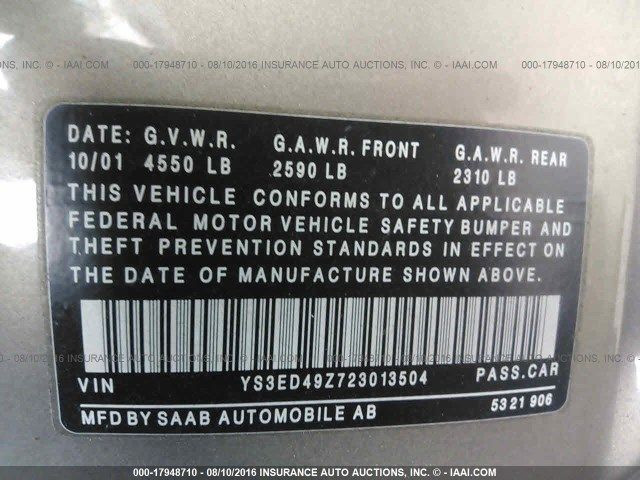 AUCTIONS, INC. - © - IAAI.COM 000-17948710 - 08/10/2016 INSURANCE AUTO AUCTIONS, INC. - © - IAAI.COM 000-17948710 - 08/10/2016
DATE: G.V.W.R. G.A.W.R. FRONT G.A.W.R. REAR
10/01 4550 LB 2590 LB 2310 LB
THIS VEHICLE CONFORMS TO ALL APPLICABLE
FEDERAL MOTOR VEHICLE SAFETY BUMPER AND
THEFT PREVENTION STANDARDS IN EFFECT ON
THE DATE OF MANUFACTURE SHOWN ABOVE.
VIN YS3ED49Z723013504 PASS.CAR
MFD BY SAAB AUTOMOBILE AB 5321906
000-17948710 - 08/10/2016 INSURANCE AUTO AUCTIONS, INC. - © - IAAI.COM